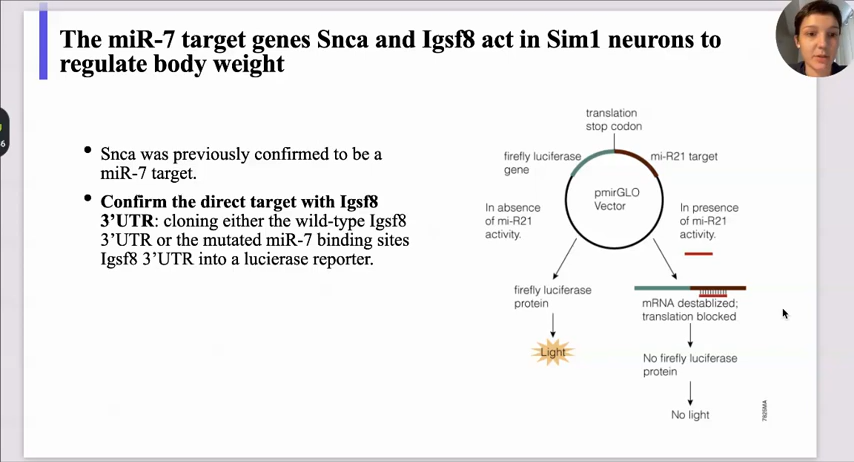 The miR-7 target genes Snca and Igsf8 act in Sim1 neurons to
regulate body weight
• Snca was previously confirmed to be a
miR-7 target.
• Confirm the direct target with Igsf8
3’UTR: cloning either the wild-type Igsf8
3’UTR or the mutated miR-7 binding sites
Igsf8 3’UTR into a lucierase reporter.
translation
stop codon
firefly luciferase
gene
mi-R21 target
pmirGLO
Vector
In absence
of mi-R21
activity.
In presence
of mi-R21
activity.
firefly luciferase
protein
Light
mRNA destablized;
translation blocked
No firefly luciferase
protein
No light
7825MA
6